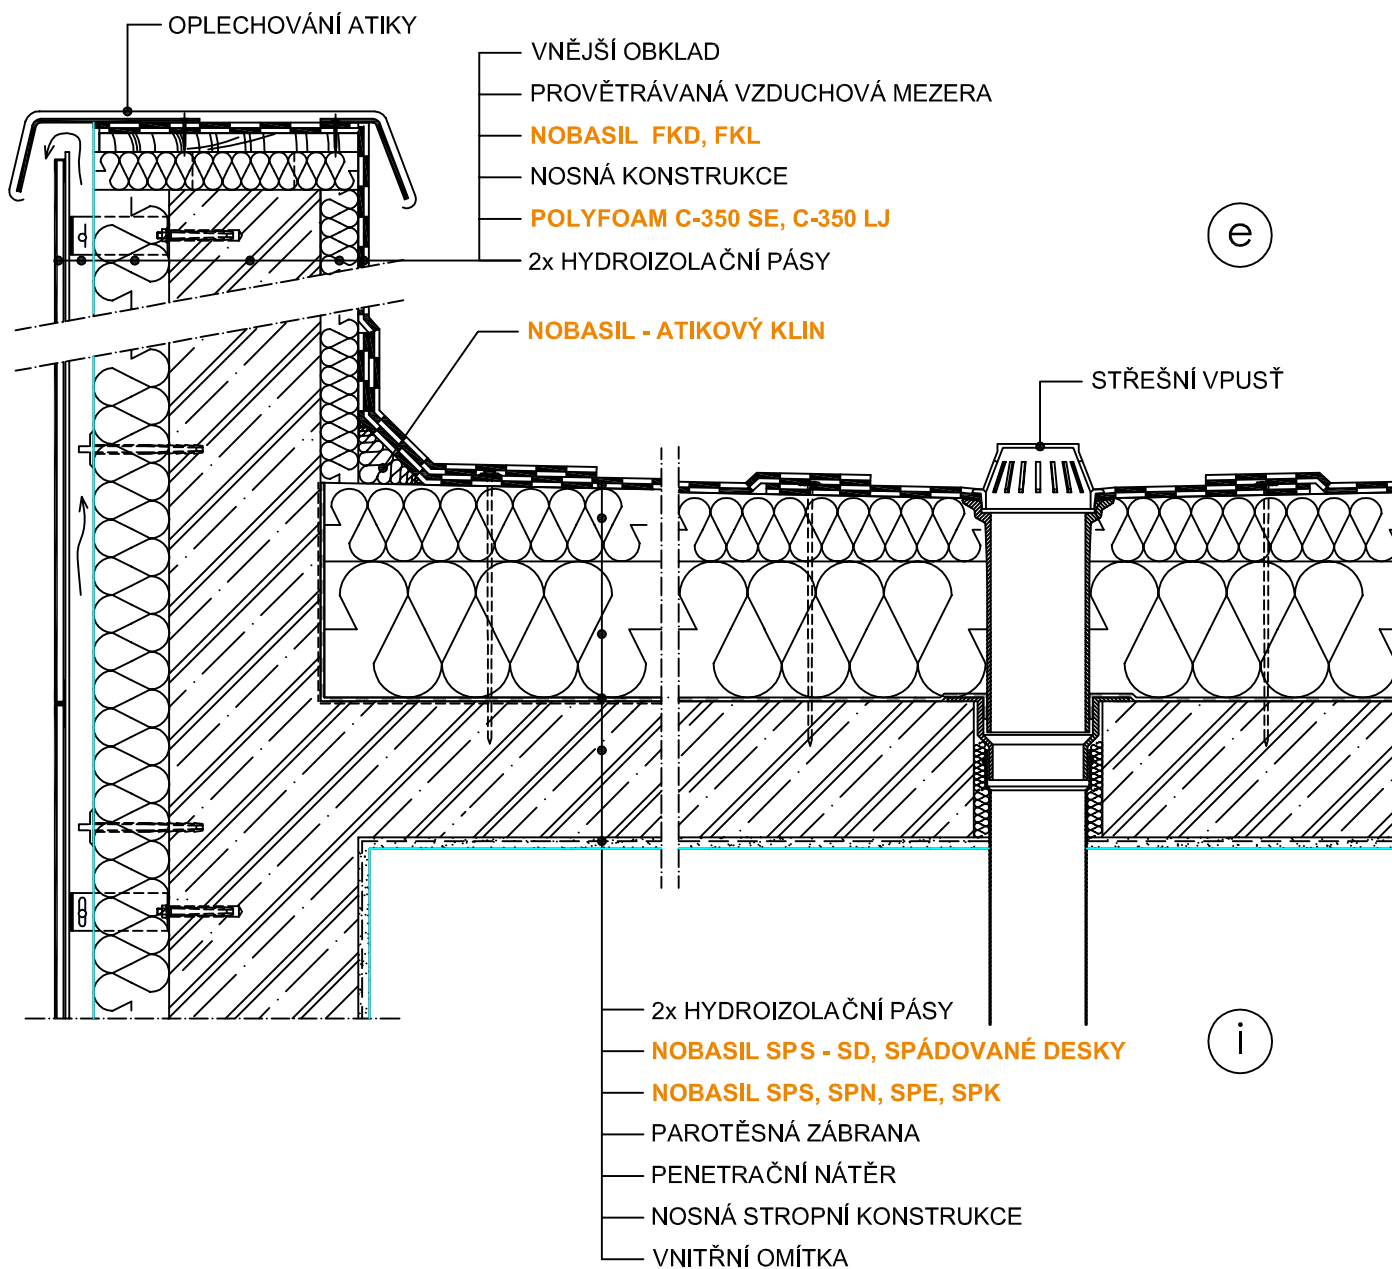 OPLECHOVÁNÍ ATIKY
VNĚJŠÍ OBKLAD
PROVĚTRÁVANÁ VZDUCHOVÁ MEZERA
NOBASIL FKD, FKL
NOSNÁ KONSTRUKCE
POLYFOAM C-350 SE, C-350 LJ
2x HYDROIZOLAČNÍ PÁSY
NOBASIL - ATIKOVÝ KLIN
e
STŘEŠNÍ VPUSŤ
2x HYDROIZOLAČNÍ PÁSY
NOBASIL SPS - SD, SPÁDOVANÉ DESKY
NOBASIL SPS, SPN, SPE, SPK
PAROTĚSNÁ ZÁBRANA
PENETRAČNÍ NÁTĚR
NOSNÁ STROPNÍ KONSTRUKCE
VNITŘNÍ OMÍTKA
i